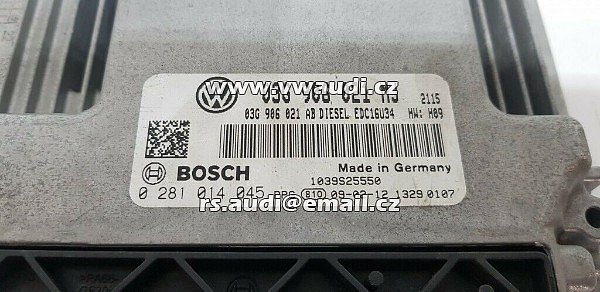 www.vwaudi.cz
2115
03G 906 021 AB DIESEL EDC16U34 HW: H09
BOSCH
Made in Germany
1039S25550
0 281 014 045 09-02-12 1329 0107
rs.audi@email.cz